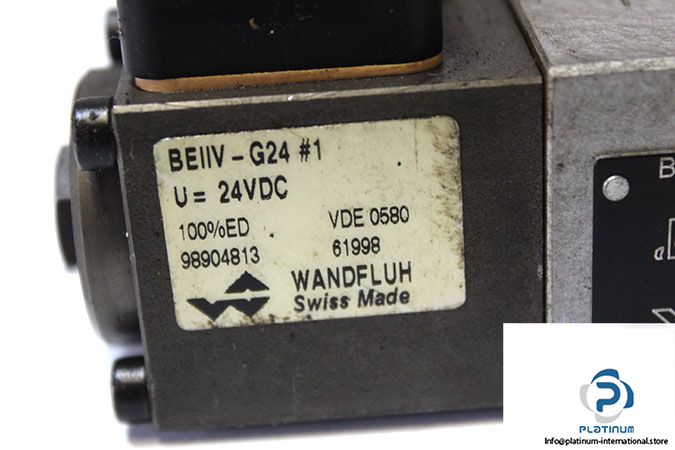 BEIIV-G24 #1
U= 24VDC
100%ED VDE 0580
98904813 61998
WANDFLUH
Swiss Made
B
PLATINUM
Info@platinum-international.store